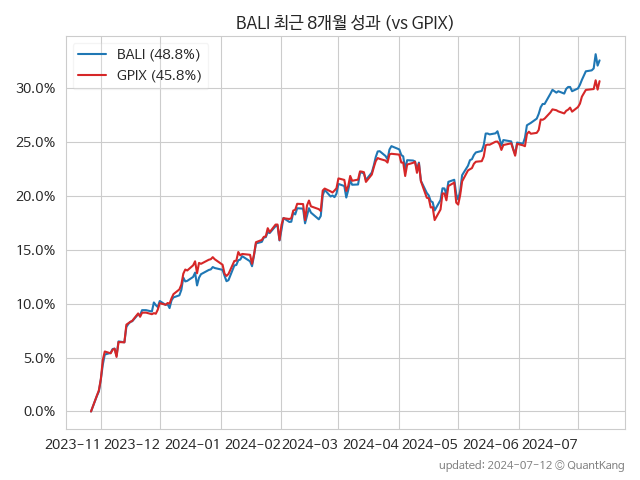 BALI 최근 8개월 성과 (vs GPIX)
BALI (48.8%)
GPIX (45.8%)
30.0%
25.0%
20.0%
15.0%
10.0%
5.0%
0.0%
2023-11 2023-12 2024-01 2024-02 2024-03 2024-04 2024-05 2024-06 2024-07
updated: 2024-07-12 © QuantKang